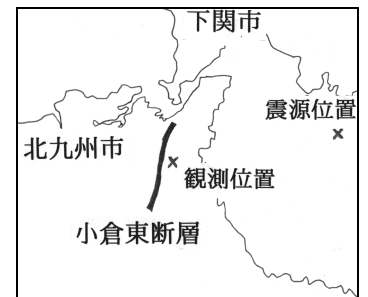 下関市
震源位置
北九州市
観測位置
小倉東断層